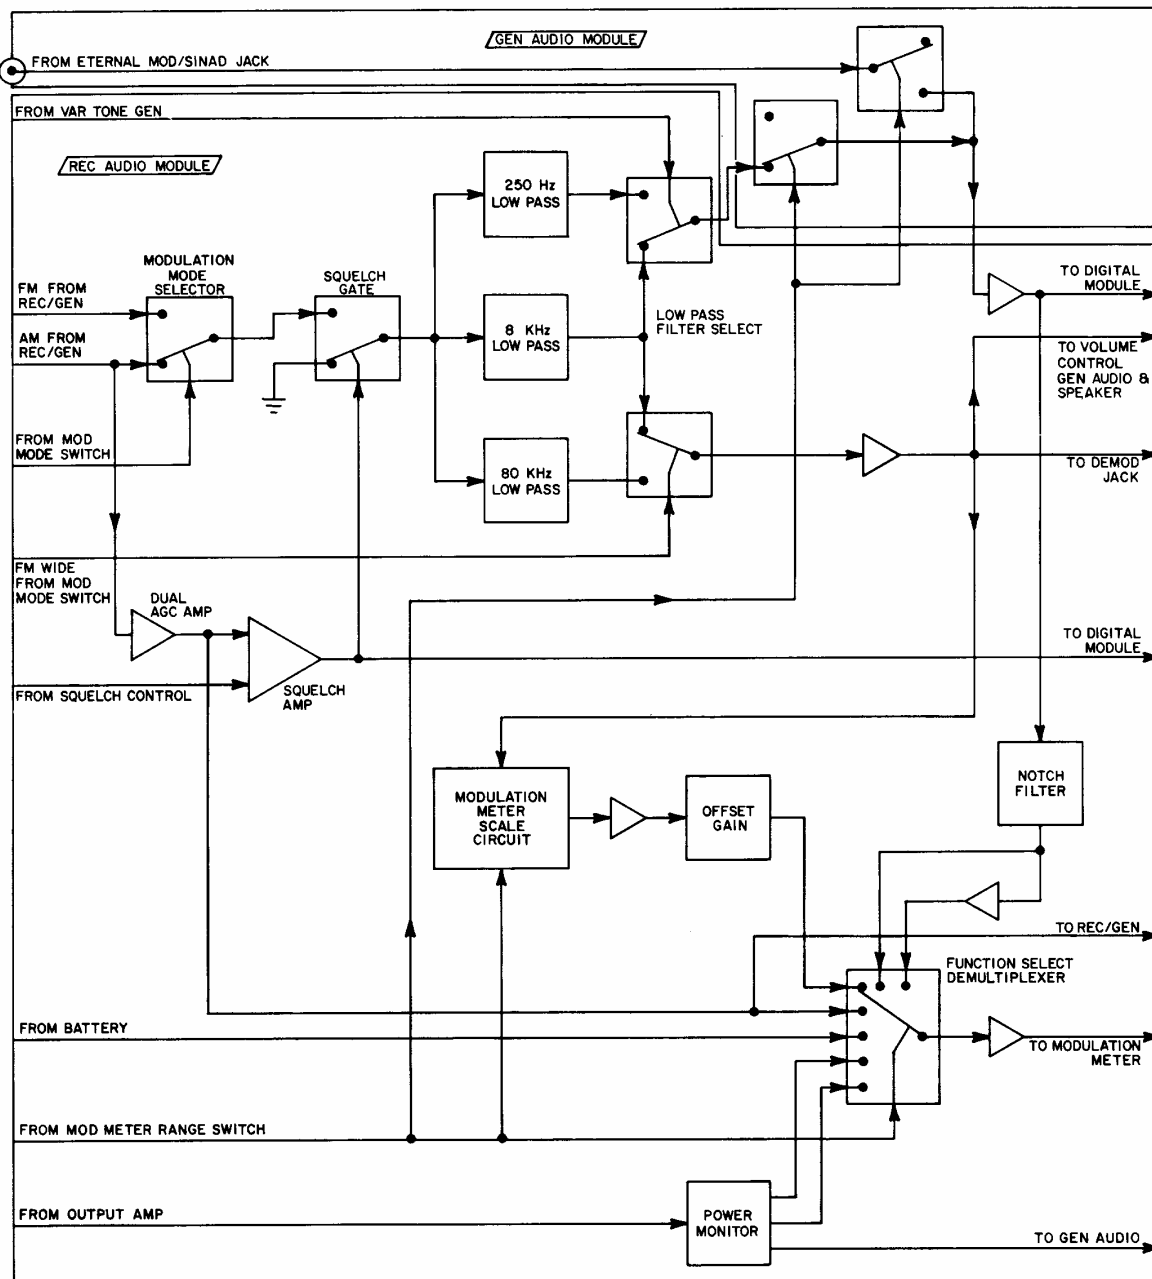 GEN AUDIO MODULE
FROM ETERNAL MOD/SINAD JACK
FROM VAR TONE GEN
REC AUDIO MODULE
250 Hz
LOW PASS
MODULATION
MODE
SELECTOR
SQUELCH
GATE
FM FROM
REC/GEN
AM FROM
REC/GEN
8 KHz
LOW PASS
LOW PASS
FILTER SELECT
TO DIGITAL
MODULE
TO VOLUME
CONTROL
GEN AUDIO &
SPEAKER
FROM MOD
MODE SWITCH
80 KHz
LOW PASS
TO DEMOD
JACK
FM WIDE
FROM MOD
MODE SWITCH
DUAL
AGC AMP
TO DIGITAL
MODULE
FROM SQUELCH CONTROL
SQUELCH
AMP
MODULATION
METER
SCALE
CIRCUIT
OFFSET
GAIN
NOTCH
FILTER
TO REC/GEN
FUNCTION SELECT
DEMULTIPLEXER
FROM BATTERY
TO MODULATION
METER
FROM MOD METER RANGE SWITCH
FROM OUTPUT AMP
POWER
MONITOR
TO GEN AUDIO